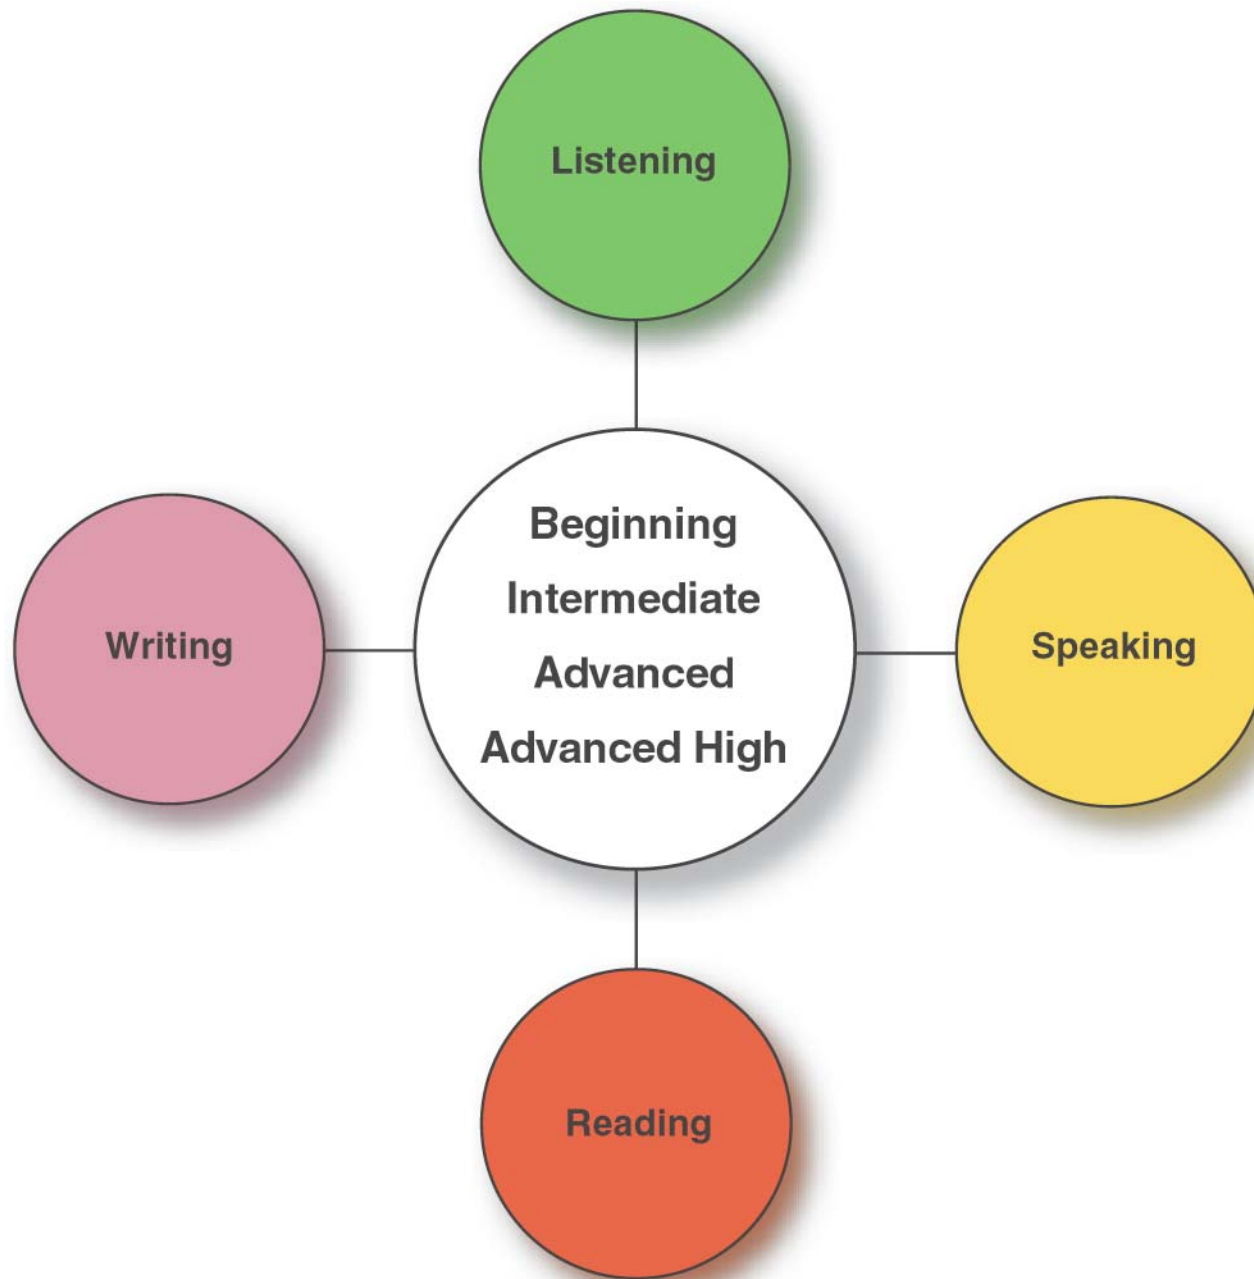 Listening
Beginning
Intermediate
Advanced
Advanced High
Writing
Speaking
Reading